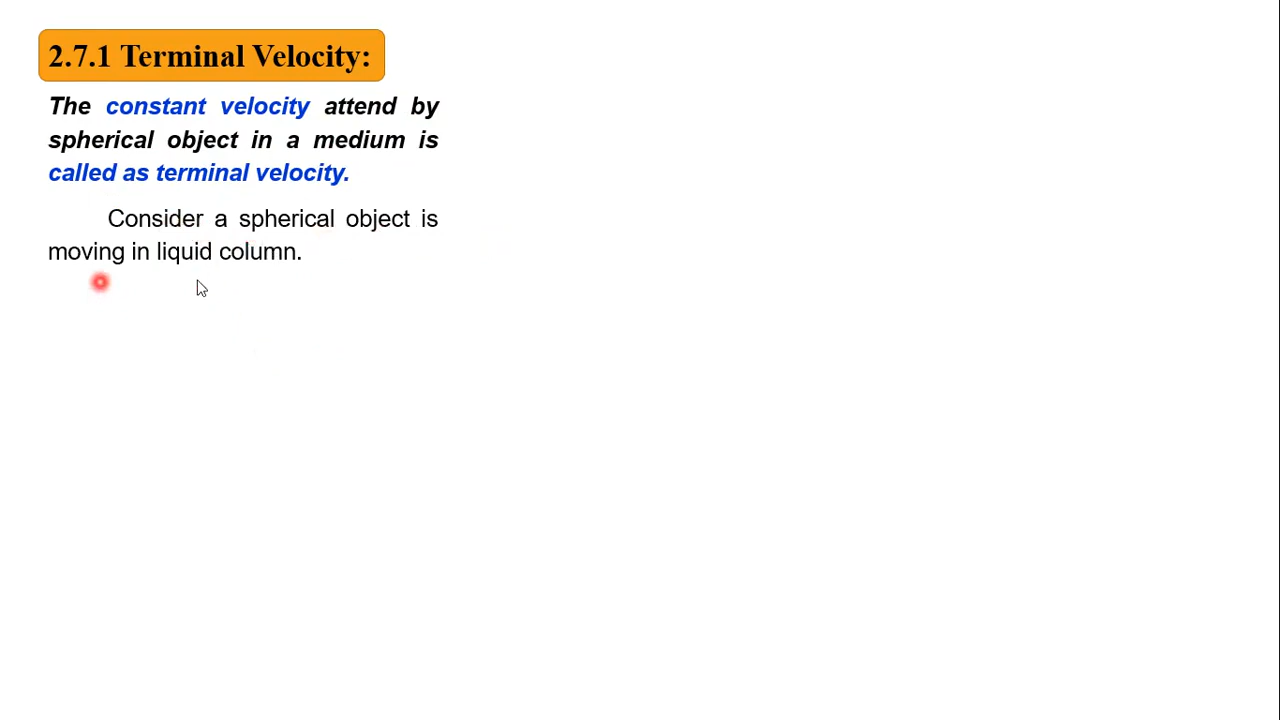 2.7.1 Terminal Velocity:
The constant velocity attend by
spherical object in a medium is
called as terminal velocity.
Consider a spherical object is
moving in liquid column.